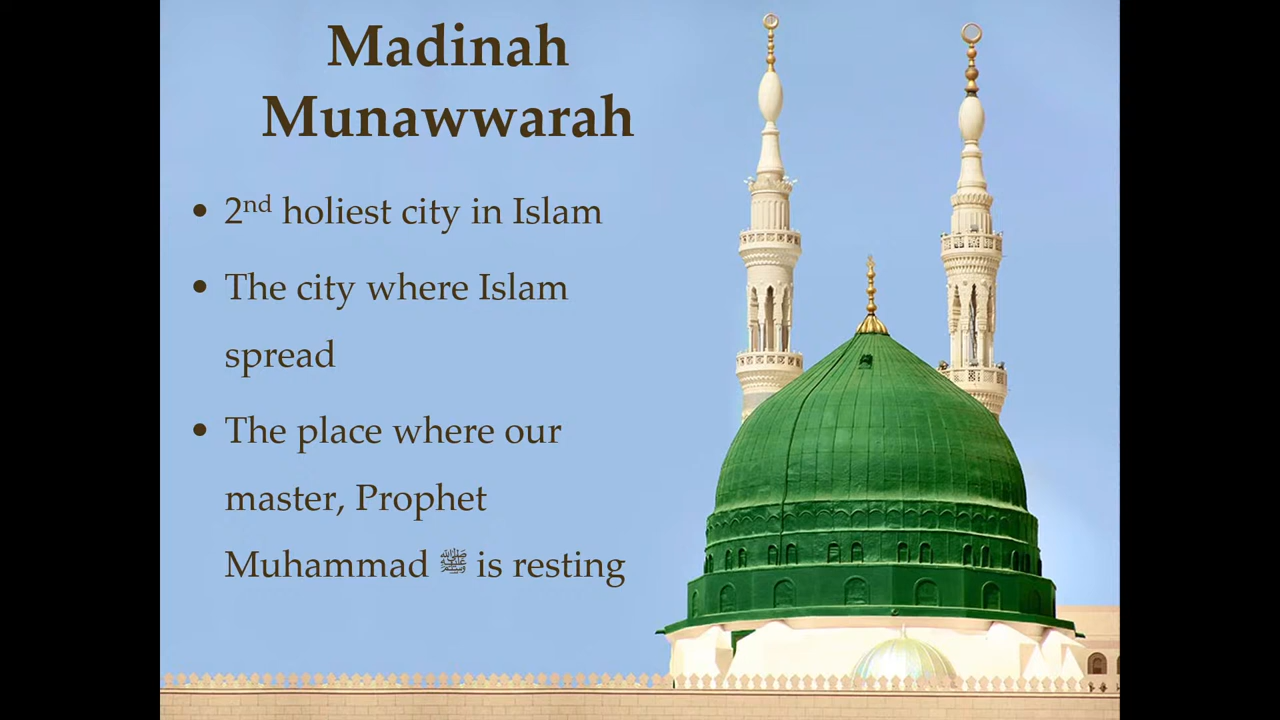 Madinah
Munawwarah
• 2nd holiest city in Islam
• The city where Islam
spread
• The place where our
master, Prophet
Muhammad ﷺ is resting